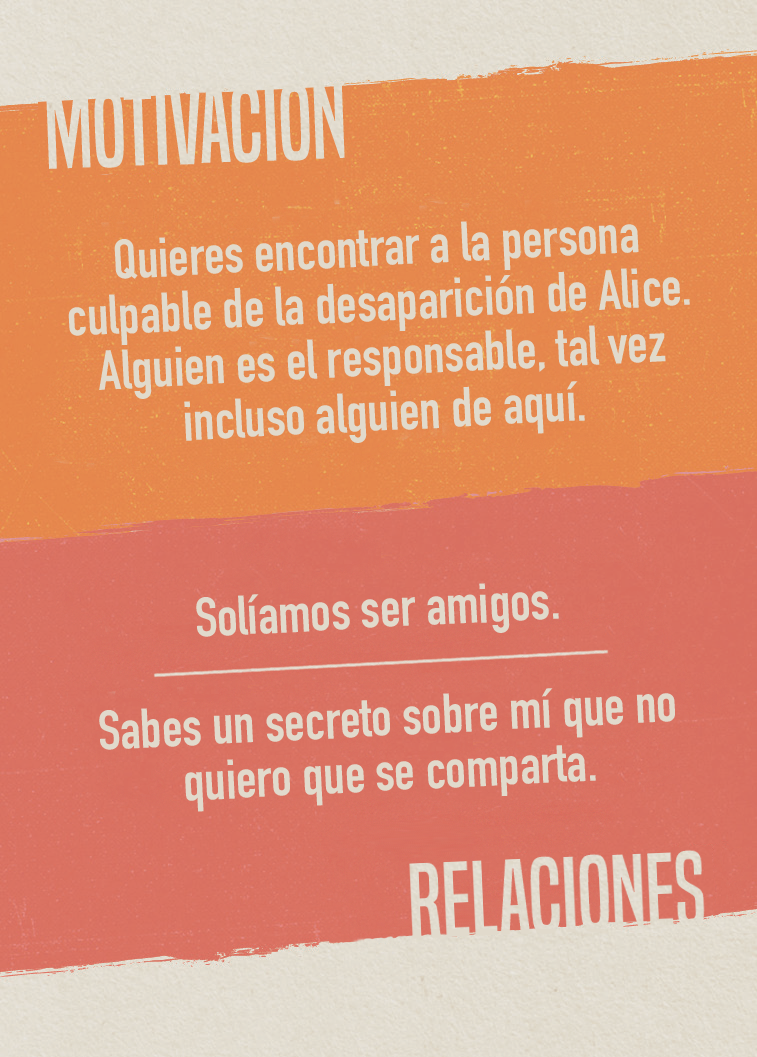 MOTIVACIÓN
Quieres encontrar a la persona
culpable de la desaparición de Alice.
Alguien es el responsable, tal vez
incluso alguien de aquí.
Solíamos ser amigos.
Sabes un secreto sobre mí que no
quiero que se comparta.
RELACIONES